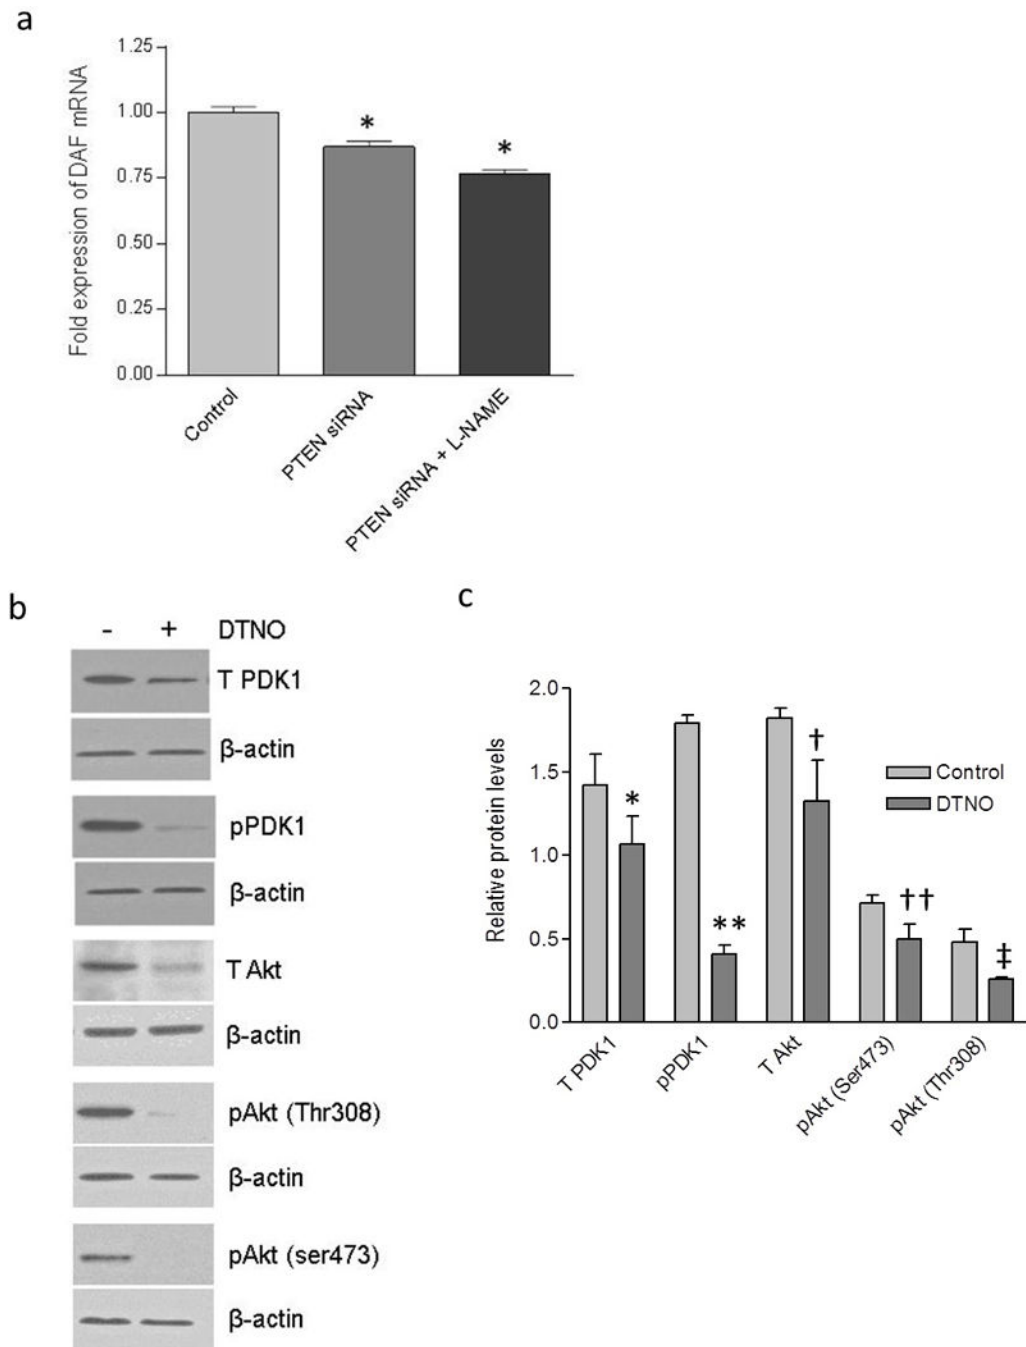 a
Fold expression of DAF mRNA
1.25
1.00
0.75
0.50
0.25
0.00
*
*
Control
PTEN siRNA
PTEN siRNA + L-NAME
b
- + DTNO
T PDK1
β-actin
pPDK1
β-actin
T Akt
β-actin
pAkt (Thr308)
β-actin
pAkt (ser473)
β-actin
c
Relative protein levels
2.0
1.5
1.0
0.5
0.0
*
**
†
††
‡
Control
DTNO
T PDK1
pPDK1
T Akt
pAkt (Ser473)
pAkt (Thr308)